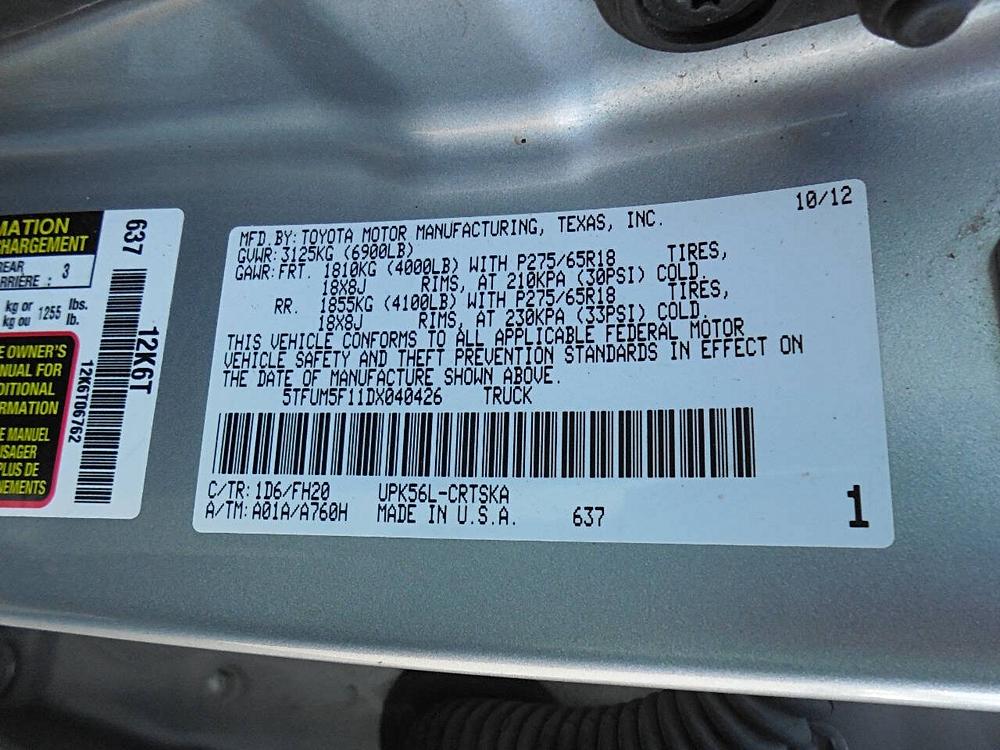 MATION
CHARGEMENT
REAR 3
ARRIÈRE :
kg or 1255 lbs.
kg ou lb.
E OWNER'S
NUAL FOR
DITIONAL
RMATION
E MANUEL
USAGER
PLUS DE
NEMENTS
637
12K6T
12K6T06762
10/12
MFD. BY: TOYOTA MOTOR MANUFACTURING, TEXAS, INC.
GVWR: 3125KG (6900LB)
GAWR: FRT. 1810KG (4000LB) WITH P275/65R18 TIRES,
18X8J RIMS, AT 210KPA (30PSI) COLD.
RR. 1855KG (4100LB) WITH P275/65R18 TIRES,
18X8J RIMS, AT 230KPA (33PSI) COLD.
THIS VEHICLE CONFORMS TO ALL APPLICABLE FEDERAL MOTOR
VEHICLE SAFETY AND THEFT PREVENTION STANDARDS IN EFFECT ON
THE DATE OF MANUFACTURE SHOWN ABOVE.
5TFUM5F11DX040426 TRUCK
C/TR: 1D6/FH20 UPK56L-CRTSKA
A/TM: A01A/A760H MADE IN U.S.A. 637
1